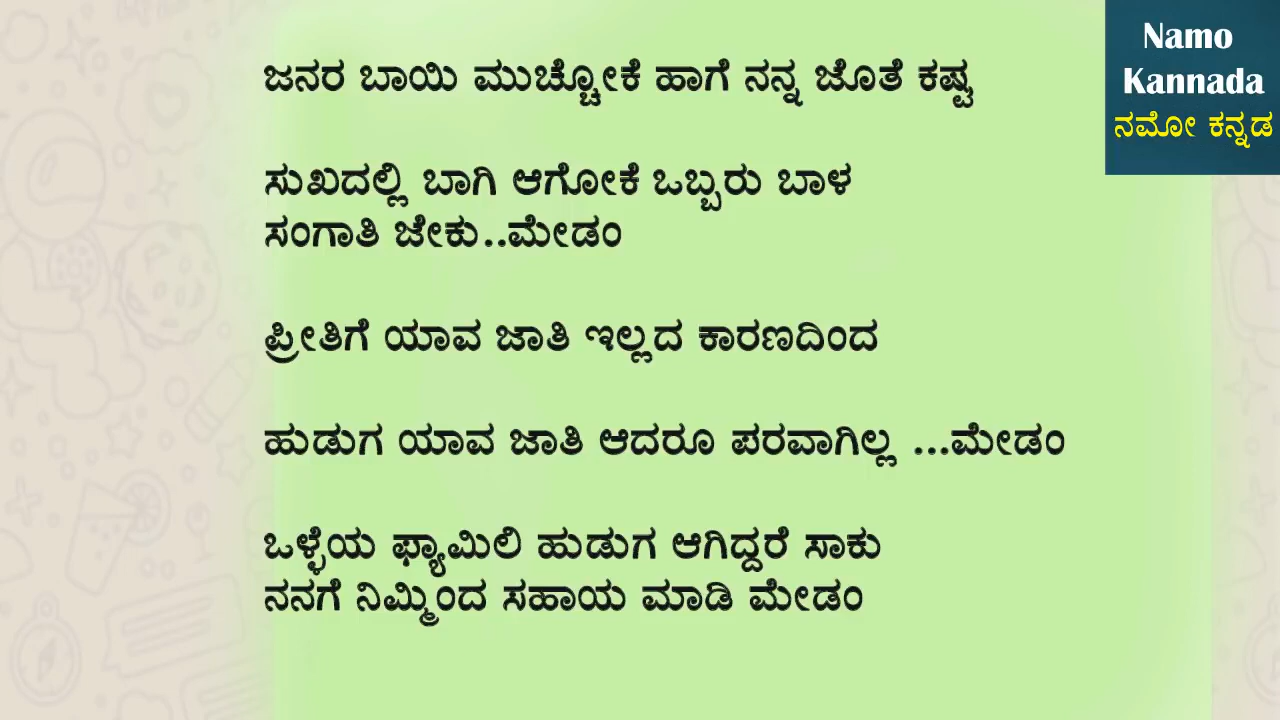 Namo
Kannada
ನಮೋ ಕನ್ನಡ
ಜನರ ಬಾಯಿ ಮುಚ್ಚೋಕೆ ಹಾಗೆ ನನ್ನ ಜೊತೆ ಕಷ್ಟ
ಸುಖದಲ್ಲಿ ಬಾಗಿ ಆಗೋಕೆ ಒಬ್ಬರು ಬಾಳ
ಸಂಗಾತಿ ಜೇಕು..ಮೇಡಂ
ಪ್ರೀತಿಗೆ ಯಾವ ಜಾತಿ ಇಲ್ಲದ ಕಾರಣದಿಂದ
ಹುಡುಗ ಯಾವ ಜಾತಿ ಆದರೂ ಪರವಾಗಿಲ್ಲ ...ಮೇಡಂ
ಒಳ್ಳೆಯ ಫ್ಯಾಮಿಲಿ ಹುಡುಗ ಆಗಿದ್ದರೆ ಸಾಕು
ನನಗೆ ನಿಮ್ಮಿಂದ ಸಹಾಯ ಮಾಡಿ ಮೇಡಂ